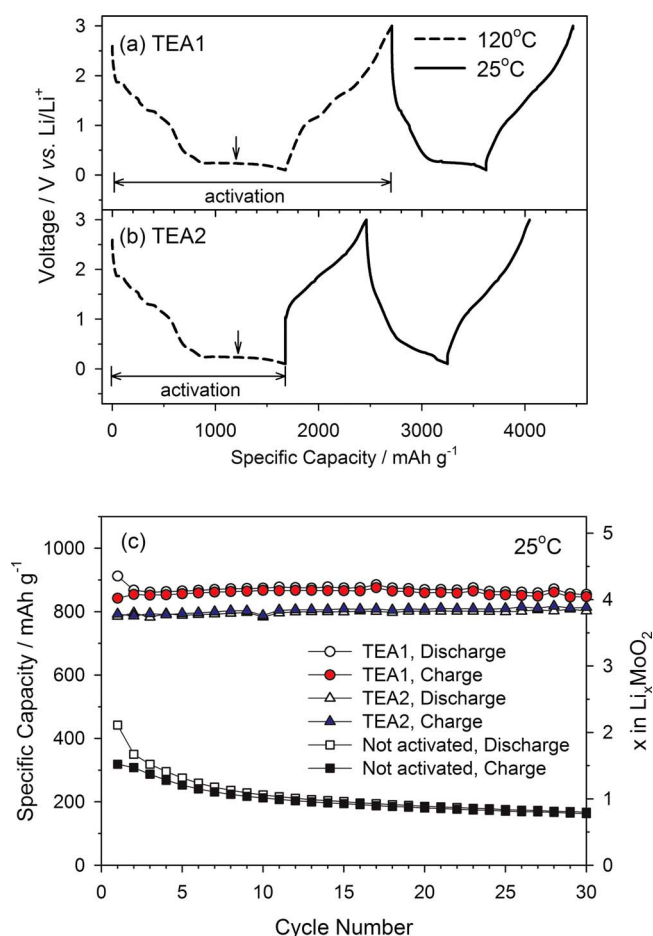 (a) TEA1
120°C
25°C
3
2
1
0
activation
Voltage / V vs. Li/Li⁺
(b) TEA2
3
2
1
0
activation
0 1000 2000 3000 4000
Specific Capacity / mAh g⁻¹
(c)
25°C
1000
800
600
400
200
0
Specific Capacity / mAh g⁻¹
5
4
3
2
1
0
x in LiₓMoO₂
TEA1, Discharge
TEA1, Charge
TEA2, Discharge
TEA2, Charge
Not activated, Discharge
Not activated, Charge
0 5 10 15 20 25 30
Cycle Number